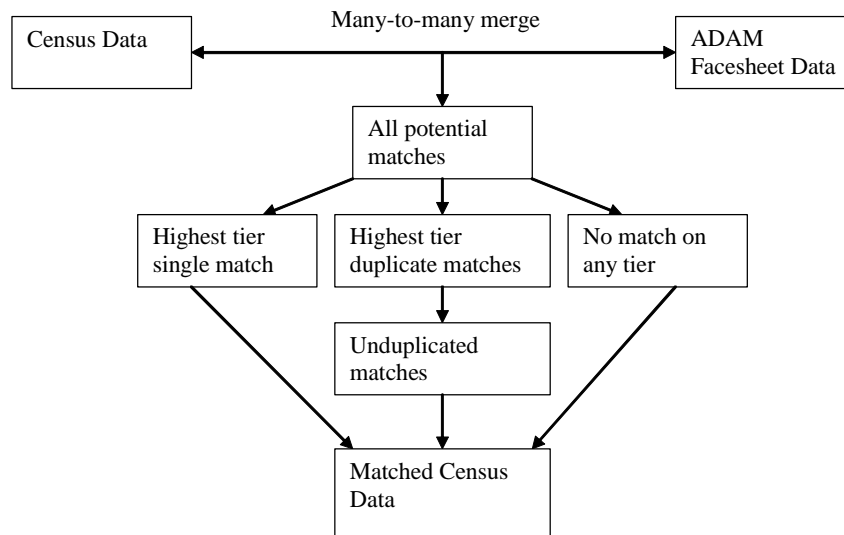 Many-to-many merge
Census Data
ADAM
Facesheet Data
All potential
matches
Highest tier
single match
Highest tier
duplicate matches
No match on
any tier
Unduplicated
matches
Matched Census
Data